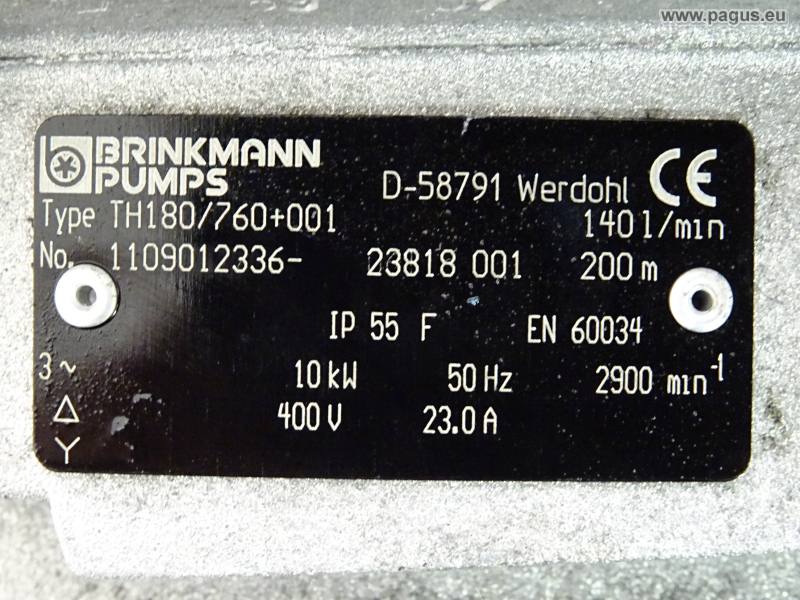 www.pagus.eu
BRINKMANN
PUMPS
D-58791 Werdohl CE
Type TH180/760+001 140 l/min
No. 1109012336- 23818 001 200 m
IP 55 F EN 60034
3 ~ 10 kW 50 Hz 2900 min-1
Δ 400 V 23.0 A
Y